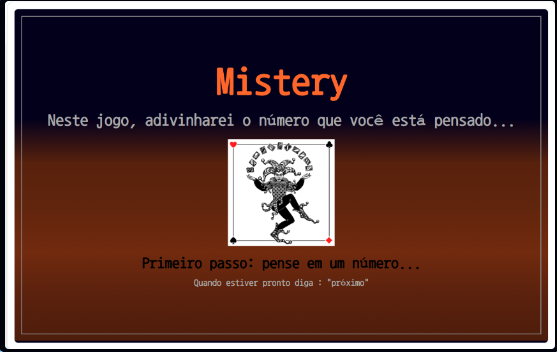 Mistery
Neste jogo, adivinharei o número que você está pensado...
Primeiro passo: pense em um número...
Quando estiver pronto diga : "próximo"